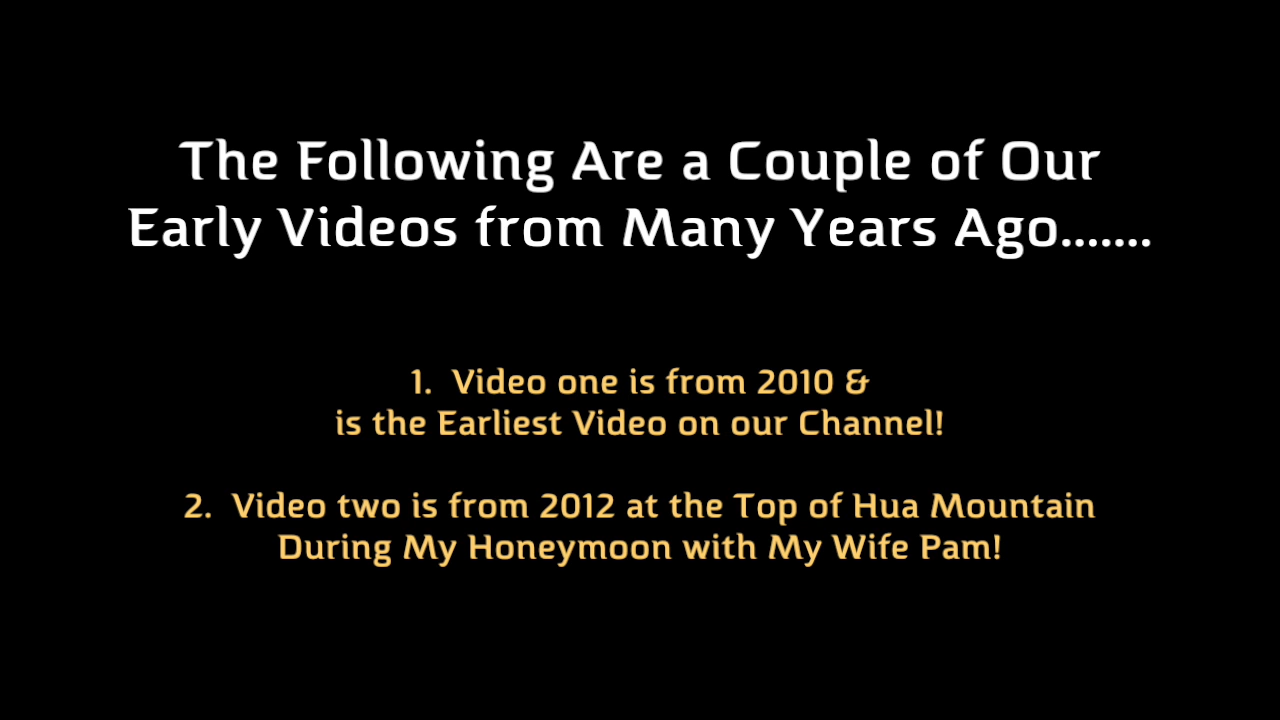 The Following Are a Couple of Our
Early Videos from Many Years Ago.......
1. Video one is from 2010 &
is the Earliest Video on our Channel!
2. Video two is from 2012 at the Top of Hua Mountain
During My Honeymoon with My Wife Pam!